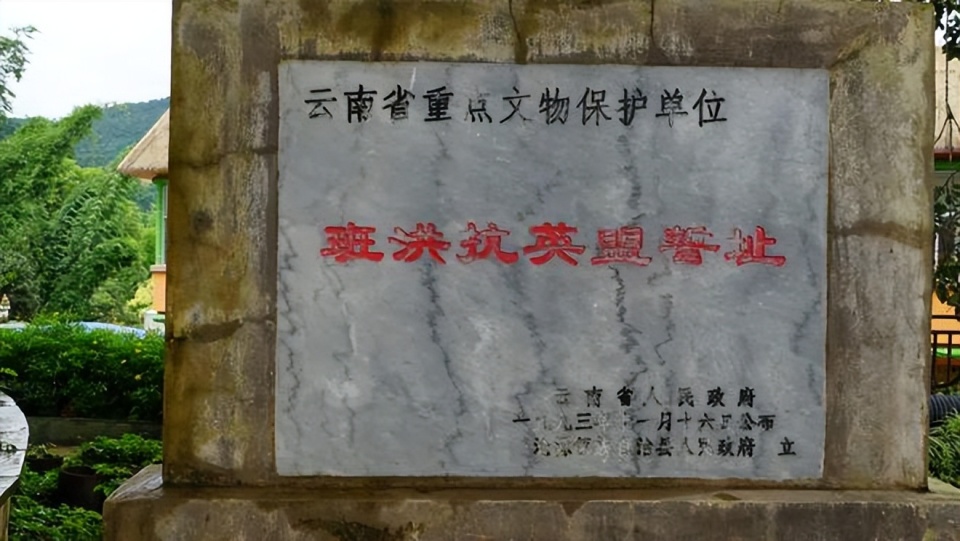 云南省重点文物保护单位
班洪抗英盟誓址
云南省人民政府
一九九三年十一月十六日公布
沧源佤族自治县人民政府 立